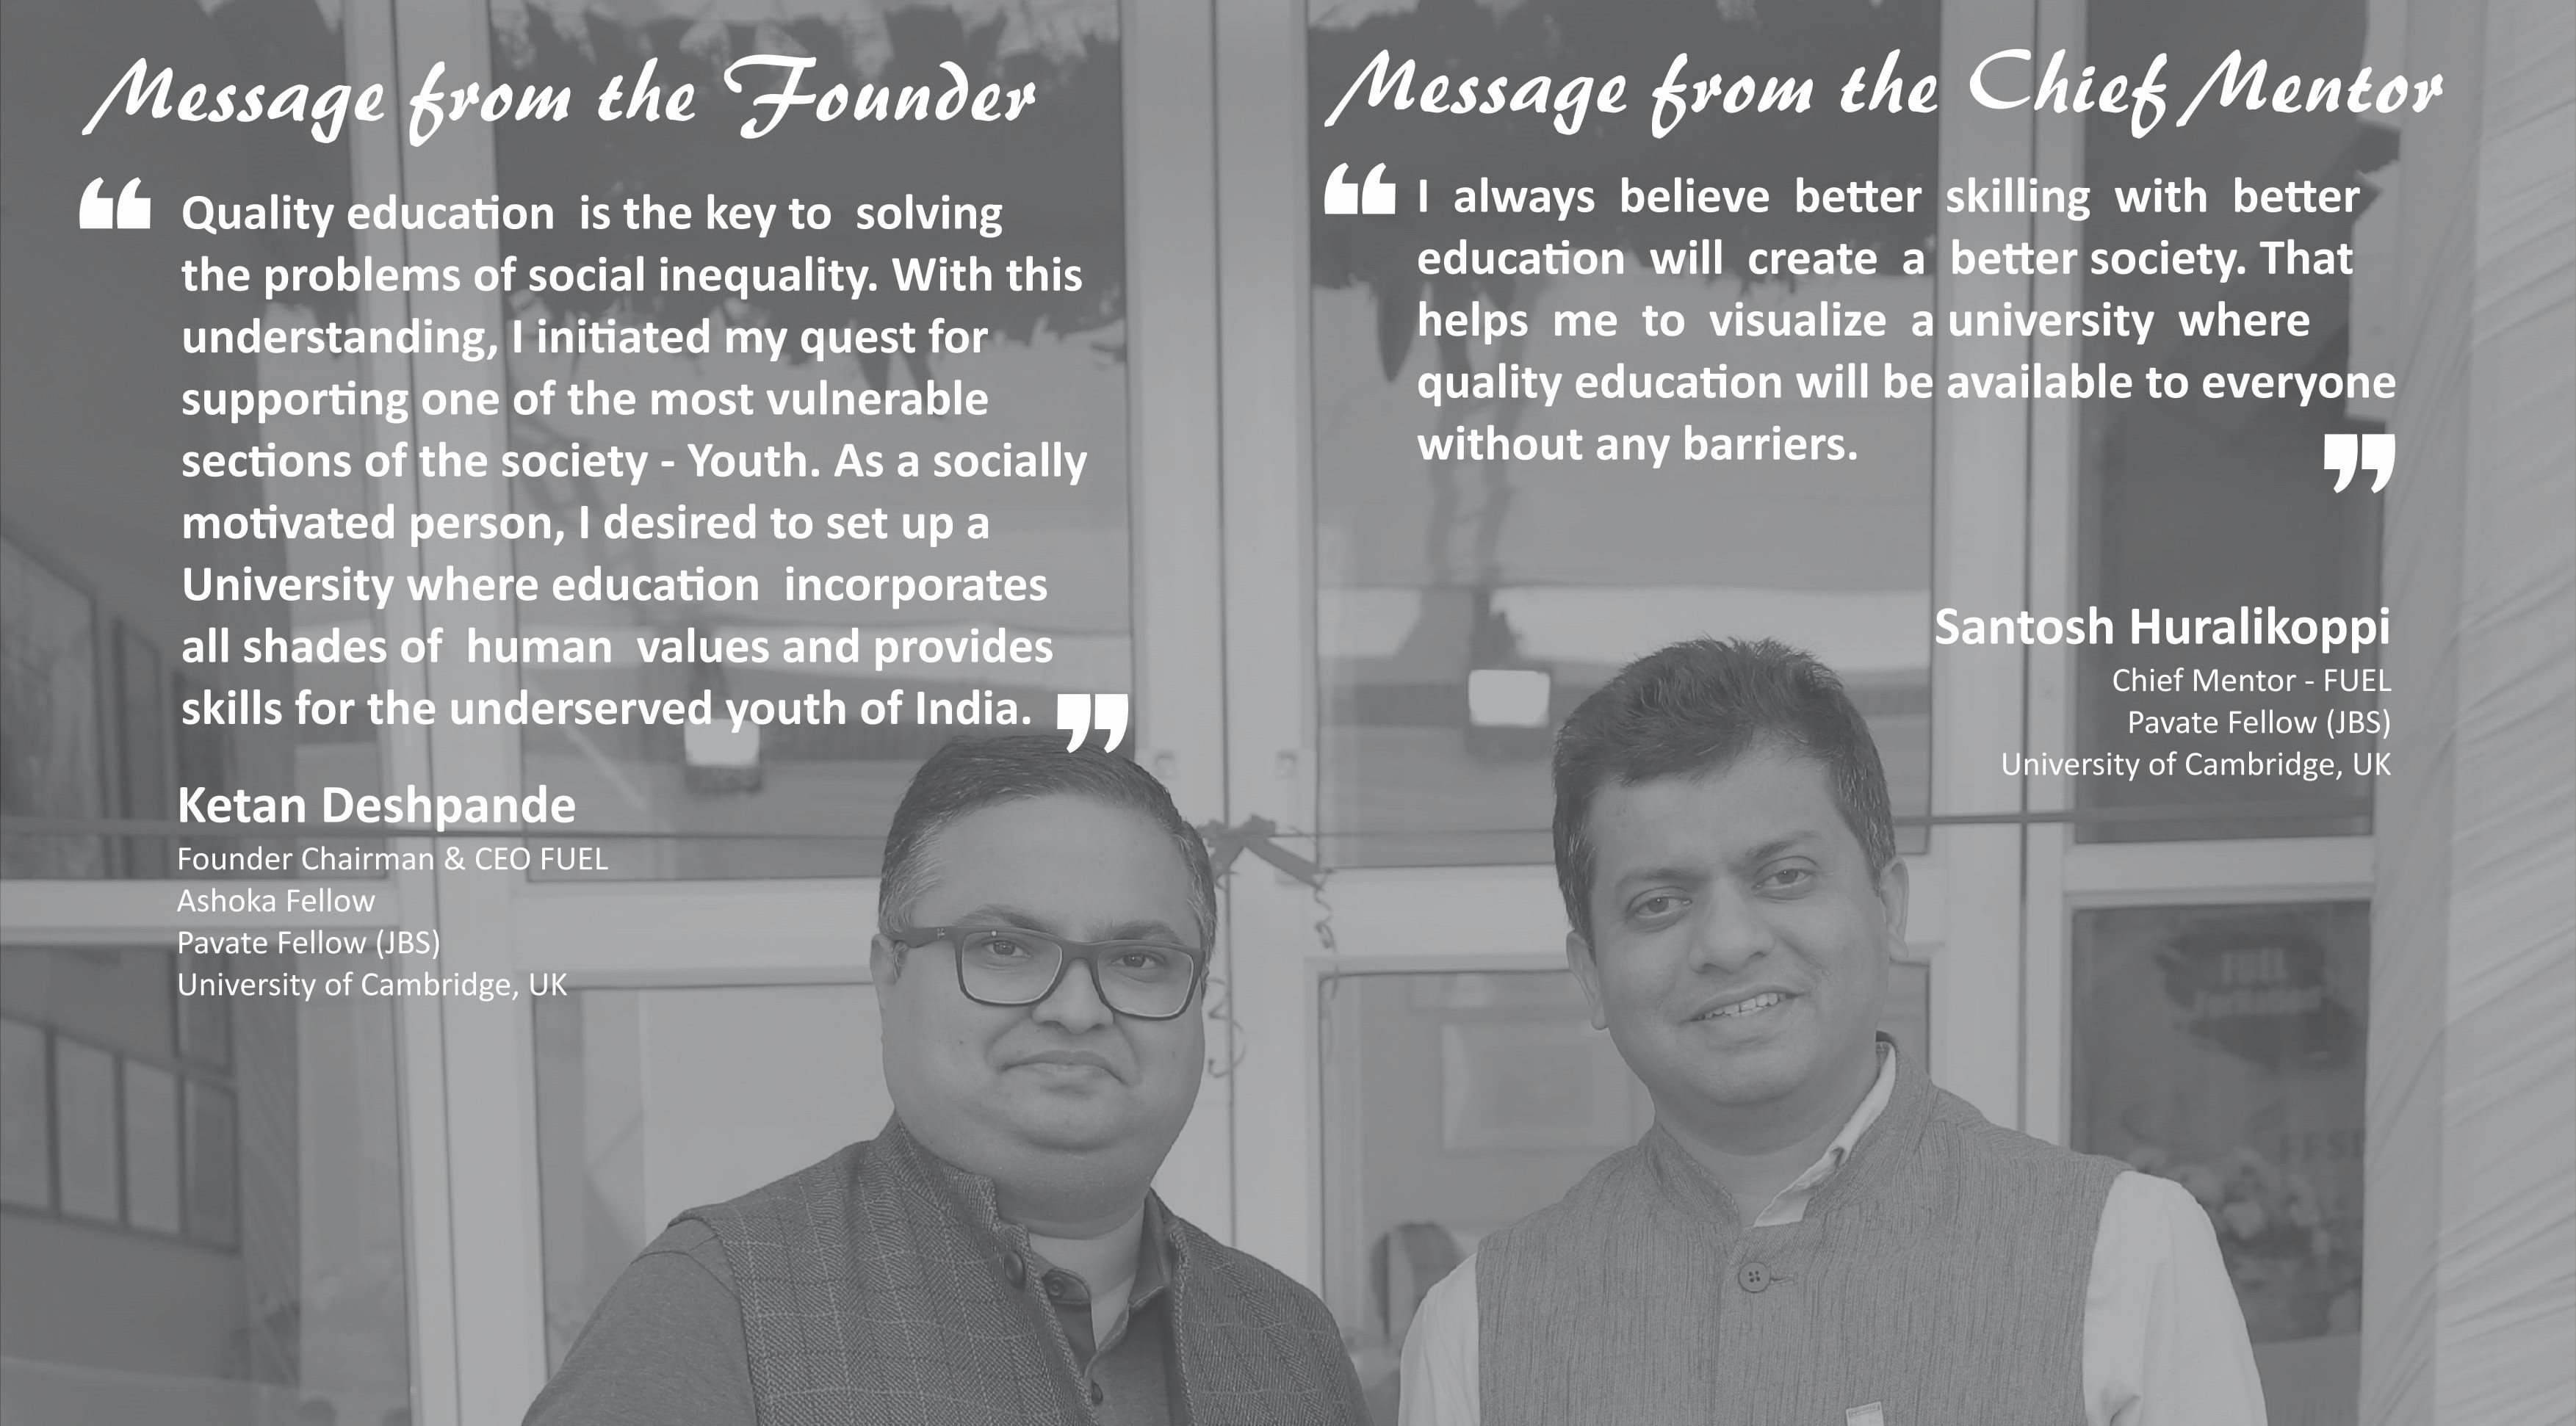 Message from the Founder
“
Quality education is the key to solving
the problems of social inequality. With this
understanding, I initiated my quest for
supporting one of the most vulnerable
sections of the society - Youth. As a socially
motivated person, I desired to set up a
University where education incorporates
all shades of human values and provides
skills for the underserved youth of India.
”
Ketan Deshpande
Founder Chairman & CEO FUEL
Ashoka Fellow
Pavate Fellow (JBS)
University of Cambridge, UK
Message from the Chief Mentor
“
I always believe better skilling with better
education will create a better society. That
helps me to visualize a university where
quality education will be available to everyone
without any barriers.
”
Santosh Huralikoppi
Chief Mentor - FUEL
Pavate Fellow (JBS)
University of Cambridge, UK
FUEL